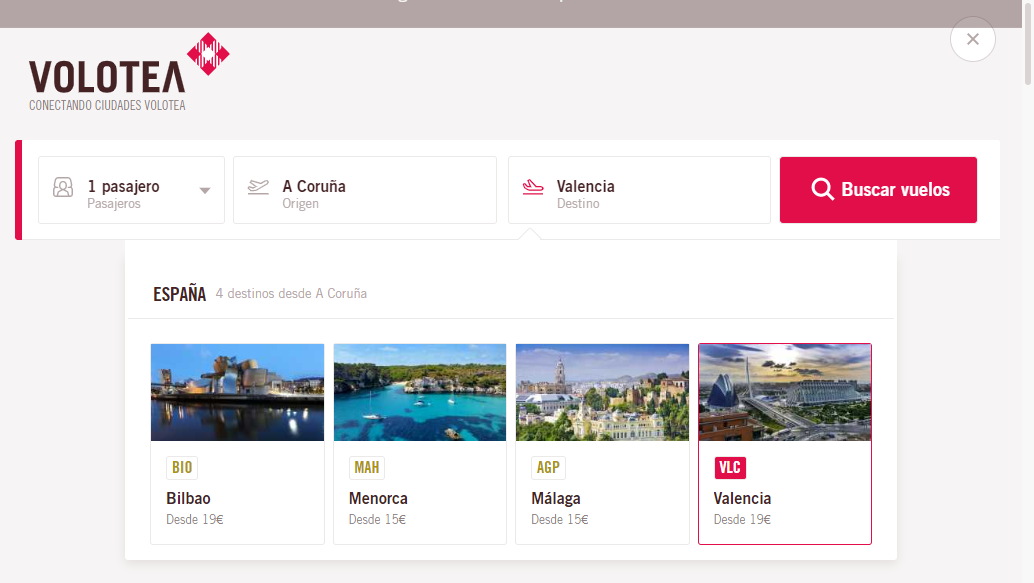 VOLOTEA
CONECTANDO CIUDADES VOLOTEA
1 pasajero
Pasajeros
A Coruña
Origen
Valencia
Destino
Buscar vuelos
ESPAÑA 4 destinos desde A Coruña
BIO
Bilbao
Desde 19€
MAH
Menorca
Desde 15€
AGP
Málaga
Desde 15€
VLC
Valencia
Desde 19€